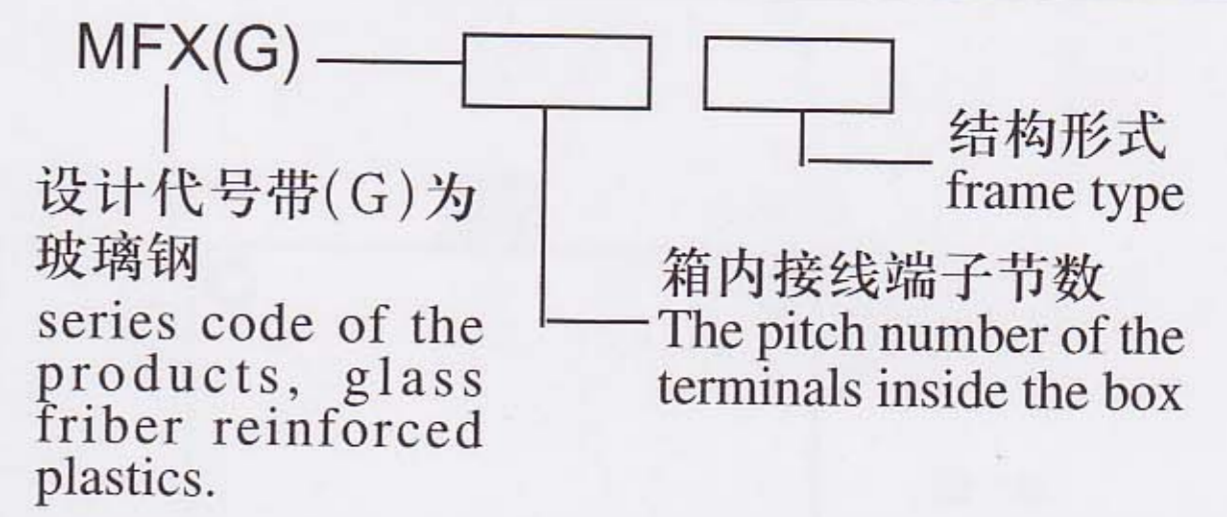 MFX(G)
设计代号带(G)为
玻璃钢
series code of the
products, glass
friber reinforced
plastics.
结构形式
frame type
箱内接线端子节数
The pitch number of the
terminals inside the box